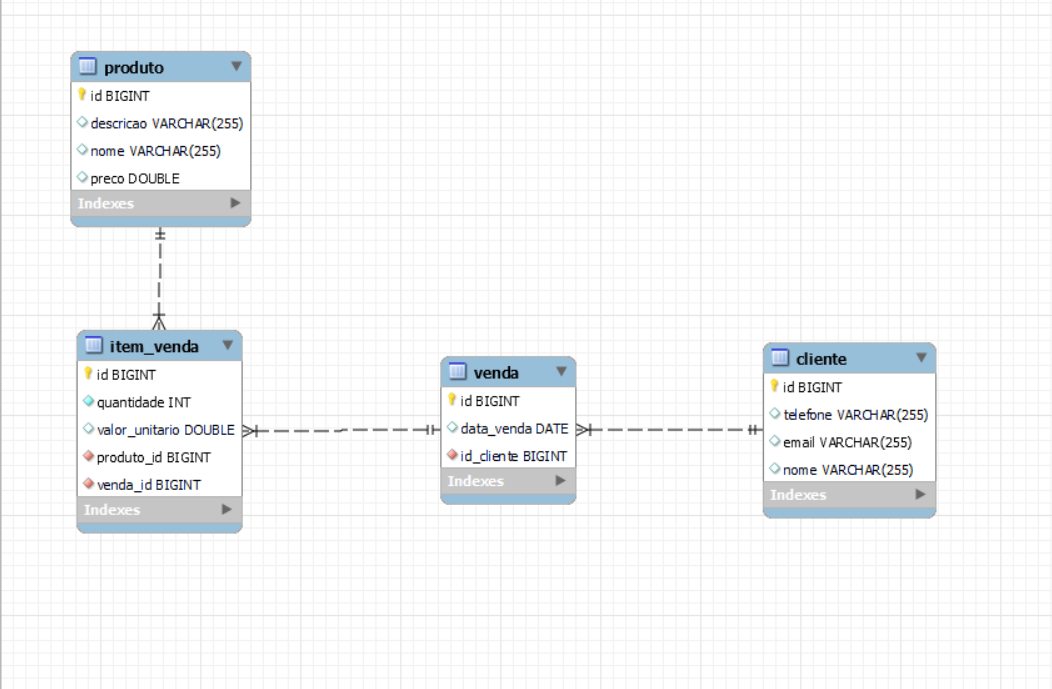 produto
id BIGINT
descricao VARCHAR(255)
nome VARCHAR(255)
preco DOUBLE
Indexes
item_venda
id BIGINT
quantidade INT
valor_unitario DOUBLE
produto_id BIGINT
venda_id BIGINT
Indexes
venda
id BIGINT
data_venda DATE
id_cliente BIGINT
Indexes
cliente
id BIGINT
telefone VARCHAR(255)
email VARCHAR(255)
nome VARCHAR(255)
Indexes